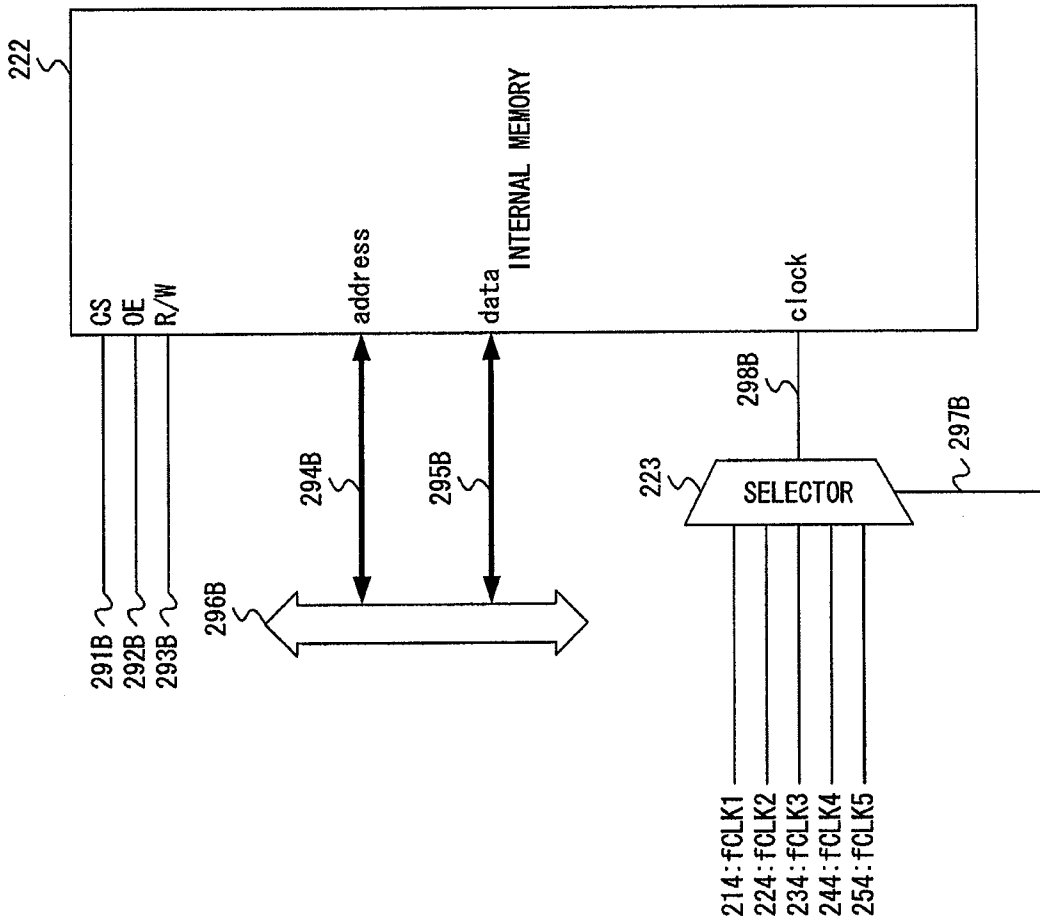 222
CS
OE
R/W
address
data
INTERNAL MEMORY
clock
291B
292B
293B
294B
295B
296B
298B
223
SELECTOR
297B
214:fCLK1
224:fCLK2
234:fCLK3
244:fCLK4
254:fCLK5